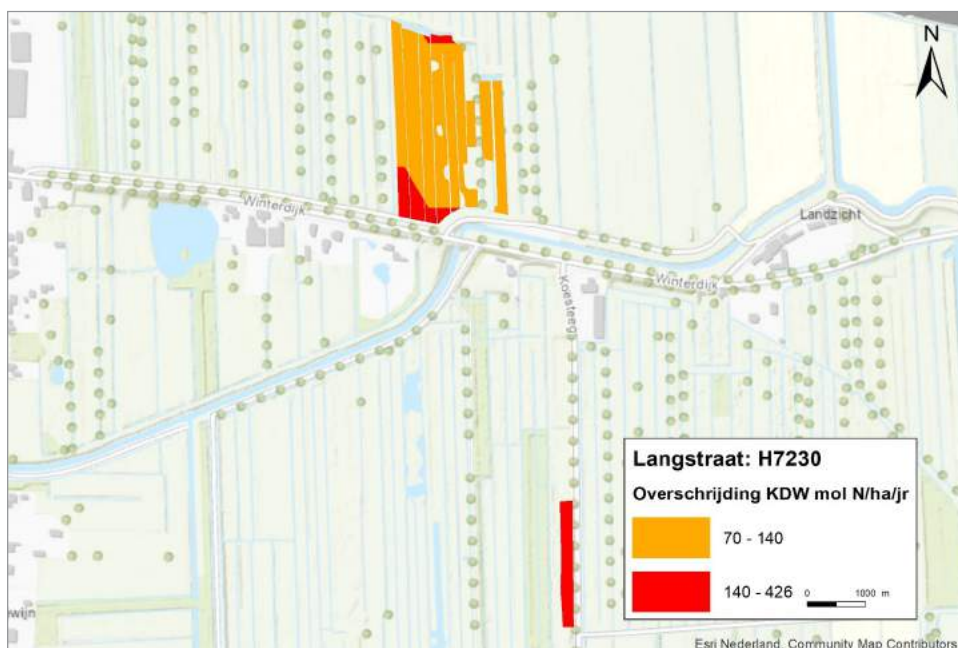 N
Winterdijk
Landzicht
Koesteeg
Winterdijk
Langstraat: H7230
Overschrijding KDW mol N/ha/jr
70 - 140
140 - 426
0 1000 m
ewijn
Esri Nederland, Community Map Contributors